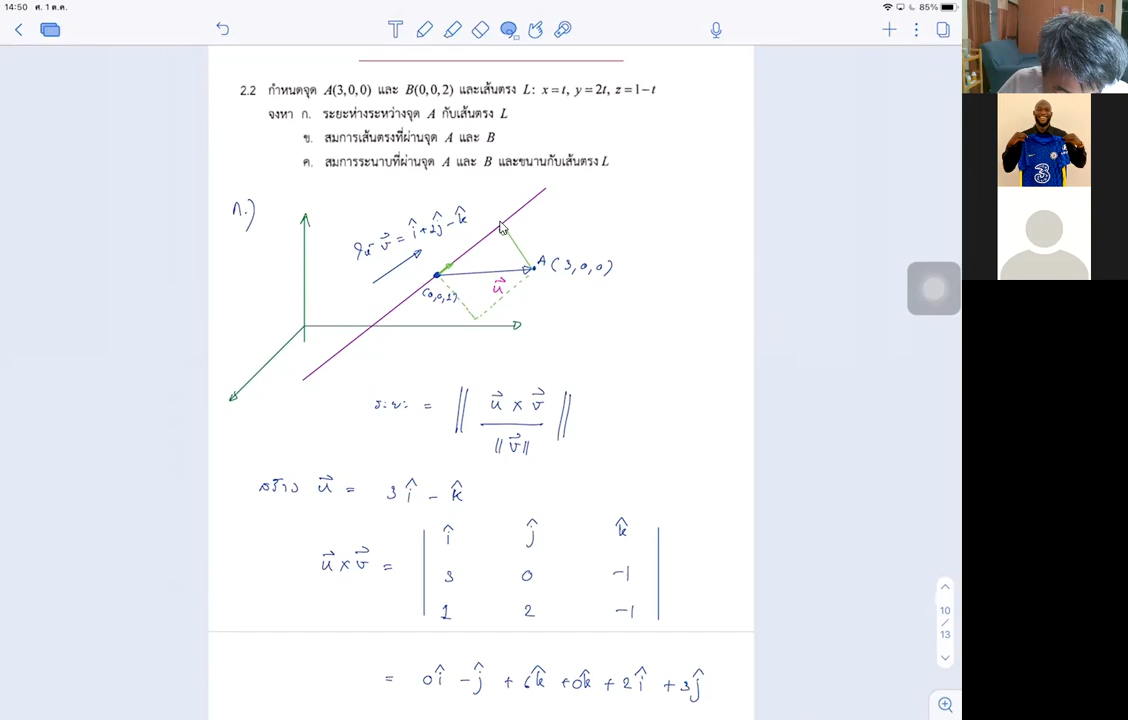 14:50 ศ. 1 ต.ค.
85%
2.2 กำหนดจุด A(3,0,0) และ B(0,0,2) และเส้นตรง L: x=t, y=2t, z=1−t
จงหา ก. ระยะห่างระหว่างจุด A กับเส้นตรง L
ข. สมการเส้นตรงที่ผ่านจุด A และ B
ค. สมการระนาบที่ผ่านจุด A และ B และขนานกับเส้นตรง L
ก.)
ให้ v⃗ = î + 2ĵ − k̂
A (3,0,0)
u⃗
(0,0,1)
ระยะ = ‖ u⃗ × v⃗ / ‖v⃗‖ ‖
สร้าง u⃗ = 3î − k̂
u⃗ × v⃗ = | î ĵ k̂
3 0 −1
1 2 −1 |
= 0î − ĵ + 6k̂ + 0k̂ + 2î + 3ĵ
10
/
13
3